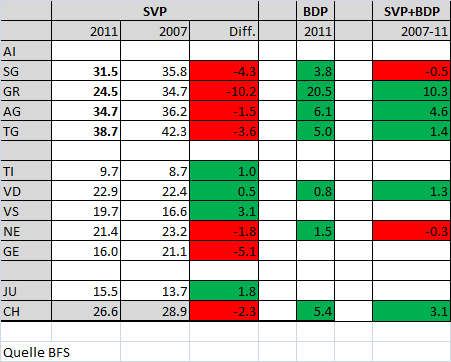 SVP BDP SVP+BDP
2011 2007 Diff. 2011 2007-11
AI
SG 31.5 35.8 -4.3 3.8 -0.5
GR 24.5 34.7 -10.2 20.5 10.3
AG 34.7 36.2 -1.5 6.1 4.6
TG 38.7 42.3 -3.6 5.0 1.4
TI 9.7 8.7 1.0
VD 22.9 22.4 0.5 0.8 1.3
VS 19.7 16.6 3.1
NE 21.4 23.2 -1.8 1.5 -0.3
GE 16.0 21.1 -5.1
JU 15.5 13.7 1.8
CH 26.6 28.9 -2.3 5.4 3.1
Quelle BFS